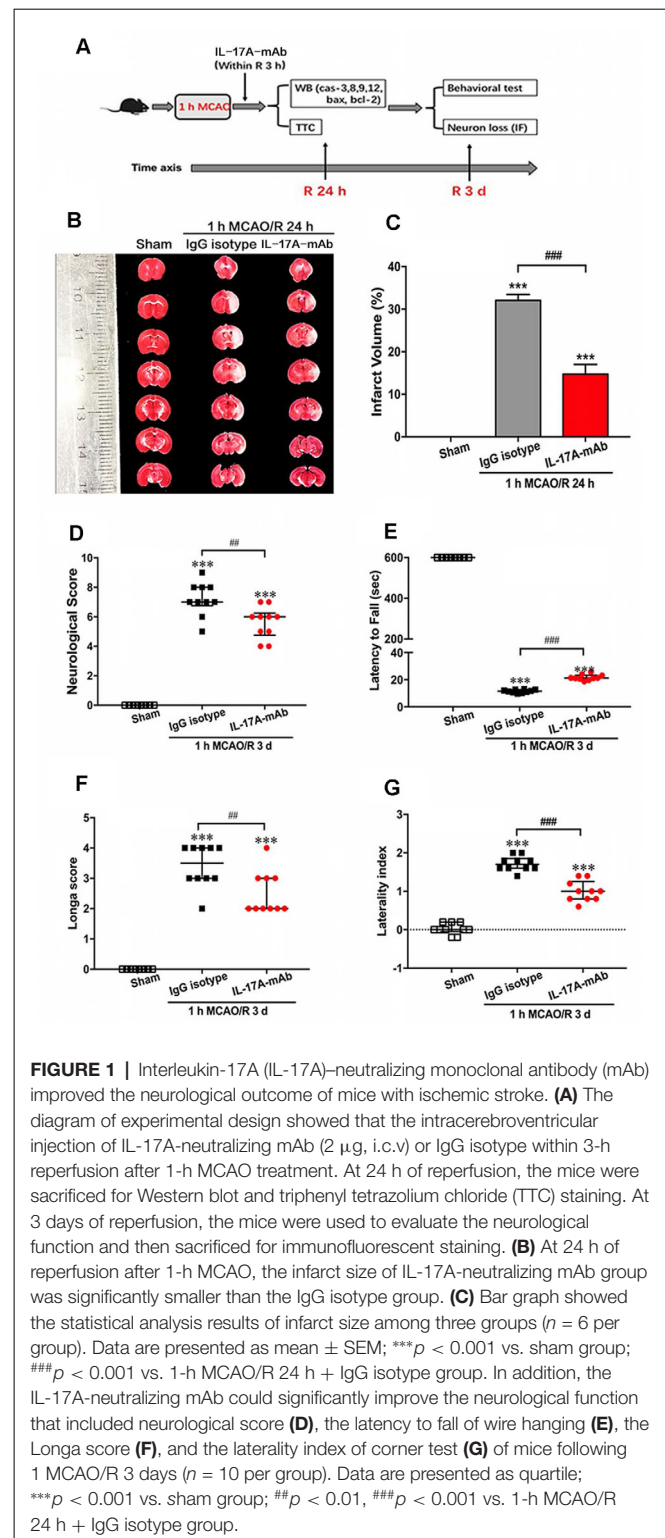 A
IL-17A-mAb
(Within R 3 h)
1 h MCAO
WB (cas-3,8,9,12,
bax, bcl-2)
TTC
Behavioral test
Neuron loss (IF)
Time axis
R 24 h
R 3 d
B
1 h MCAO/R 24 h
Sham
IgG isotype
IL-17A-mAb
9
10
11
12
13
14
15
C
Infarct Volume (%)
40
30
20
10
0
***
***
###
Sham
IgG isotype
IL-17A-mAb
1 h MCAO/R 24 h
D
Neurological Score
10
8
6
4
2
0
***
***
##
Sham
IgG isotype
IL-17A-mAb
1 h MCAO/R 3 d
E
Latency to Fall (sec)
600
400
200
20
10
0
***
***
###
Sham
IgG isotype
IL-17A-mAb
1 h MCAO/R 3 d
F
Longa score
5
4
3
2
1
0
***
***
##
Sham
IgG isotype
IL-17A-mAb
1 h MCAO/R 3 d
G
Laterality index
3
2
1
0
-1
***
***
###
Sham
IgG isotype
IL-17A-mAb
1 h MCAO/R 3 d
FIGURE 1 | Interleukin-17A (IL-17A)–neutralizing monoclonal antibody (mAb)
improved the neurological outcome of mice with ischemic stroke. (A) The
diagram of experimental design showed that the intracerebroventricular
injection of IL-17A-neutralizing mAb (2 μg, i.c.v) or IgG isotype within 3-h
reperfusion after 1-h MCAO treatment. At 24 h of reperfusion, the mice were
sacrificed for Western blot and triphenyl tetrazolium chloride (TTC) staining. At
3 days of reperfusion, the mice were used to evaluate the neurological
function and then sacrificed for immunofluorescent staining. (B) At 24 h of
reperfusion after 1-h MCAO, the infarct size of IL-17A-neutralizing mAb group
was significantly smaller than the IgG isotype group. (C) Bar graph showed
the statistical analysis results of infarct size among three groups (n = 6 per
group). Data are presented as mean ± SEM; ***p < 0.001 vs. sham group;
###p < 0.001 vs. 1-h MCAO/R 24 h + IgG isotype group. In addition, the
IL-17A-neutralizing mAb could significantly improve the neurological function
that included neurological score (D), the latency to fall of wire hanging (E), the
Longa score (F), and the laterality index of corner test (G) of mice following
1 MCAO/R 3 days (n = 10 per group). Data are presented as quartile;
***p < 0.001 vs. sham group; ##p < 0.01, ###p < 0.001 vs. 1-h MCAO/R
24 h + IgG isotype group.